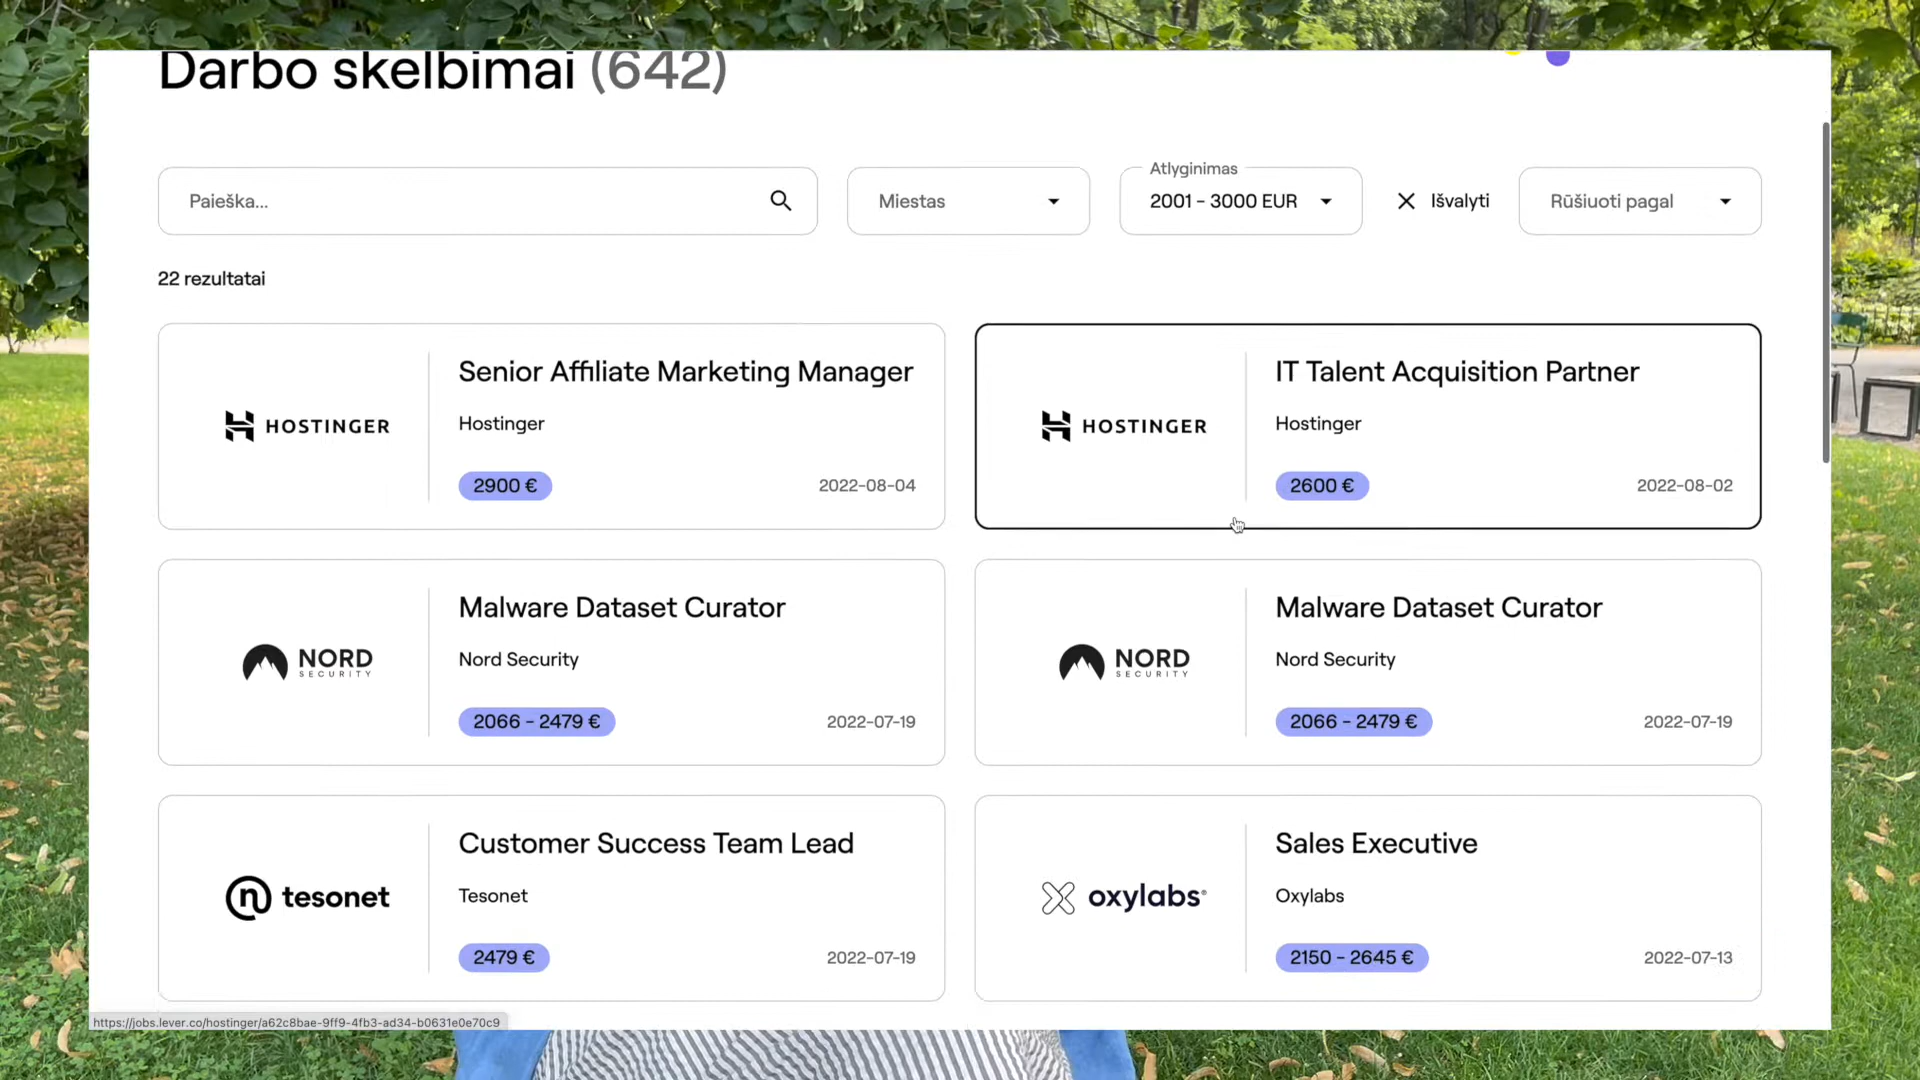 Darbo skelbimai (642)
Paieška...
Miestas
Atlyginimas
2001 - 3000 EUR
Išvalyti
Rūšiuoti pagal
22 rezultatai
HOSTINGER
Senior Affiliate Marketing Manager
Hostinger
2900 €
2022-08-04
HOSTINGER
IT Talent Acquisition Partner
Hostinger
2600 €
2022-08-02
NORD
SECURITY
Malware Dataset Curator
Nord Security
2066 - 2479 €
2022-07-19
NORD
SECURITY
Malware Dataset Curator
Nord Security
2066 - 2479 €
2022-07-19
tesonet
Customer Success Team Lead
Tesonet
2479 €
2022-07-19
oxylabs®
Sales Executive
Oxylabs
2150 - 2645 €
2022-07-13
https://jobs.lever.co/hostinger/a62c8bae-9ff9-4fb3-ad34-b0631e0e70c9